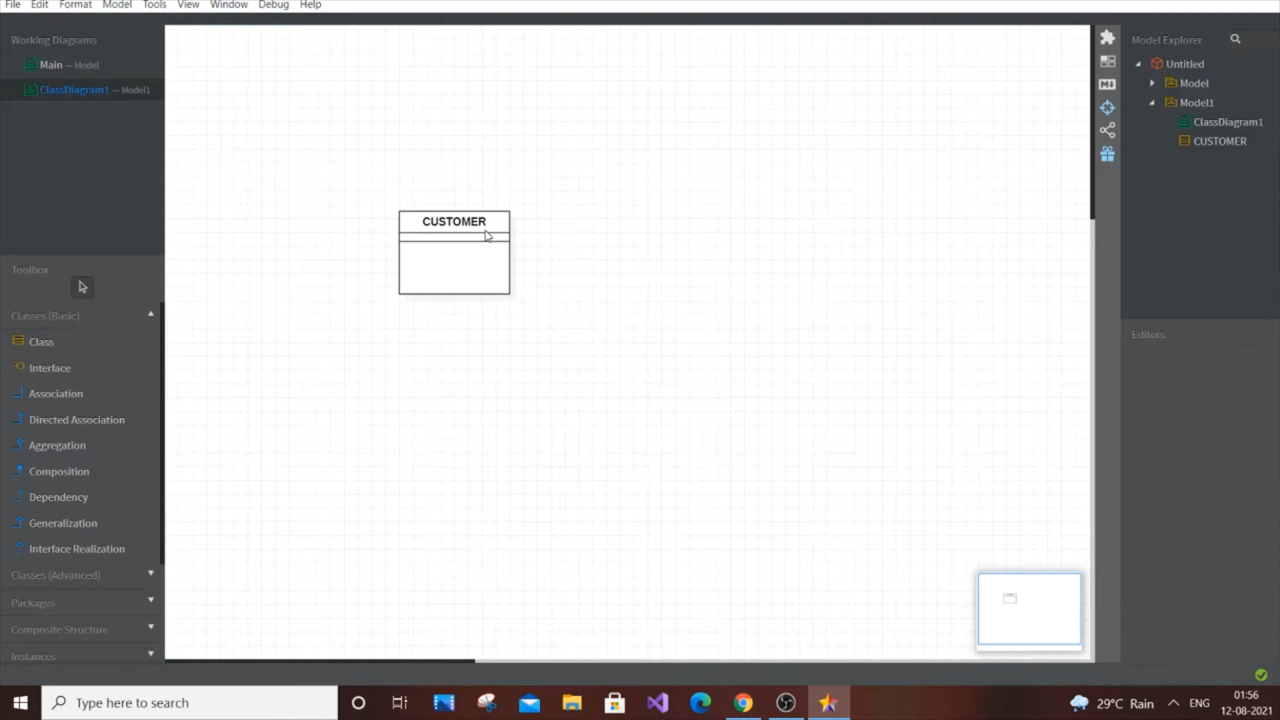 File Edit Format Model Tools View Window Debug Help
Working Diagrams
Main — Model
ClassDiagram1 — Model1
Toolbox
Classes (Basic)
Class
Interface
Association
Directed Association
Aggregation
Composition
Dependency
Generalization
Interface Realization
Classes (Advanced)
Packages
Composite Structure
Instances
CUSTOMER
Model Explorer
Untitled
Model
Model1
ClassDiagram1
CUSTOMER
Editors
Type here to search
29°C Rain
ENG
01:56
12-08-2021